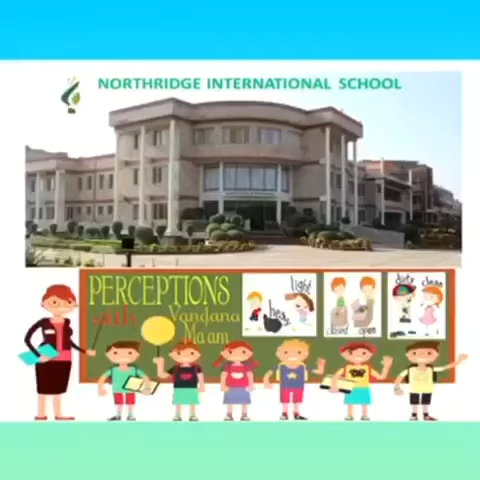 NORTHRIDGE INTERNATIONAL SCHOOL
PERCEPTIONS
with Vandana
Ma'am
light
heavy
closed open
dirty clean